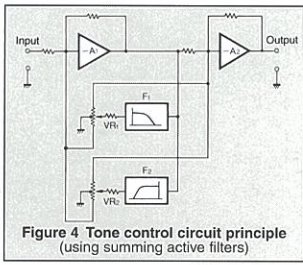 Input
Output
−A1
−A2
F1
VR1
F2
VR2
Figure 4 Tone control circuit principle
(using summing active filters)